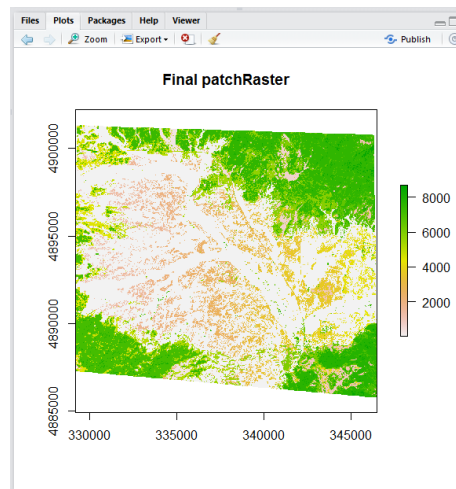 Files Plots Packages Help Viewer
Zoom Export Publish
Final patchRaster
4900000
4895000
4890000
4885000
330000 335000 340000 345000
8000
6000
4000
2000